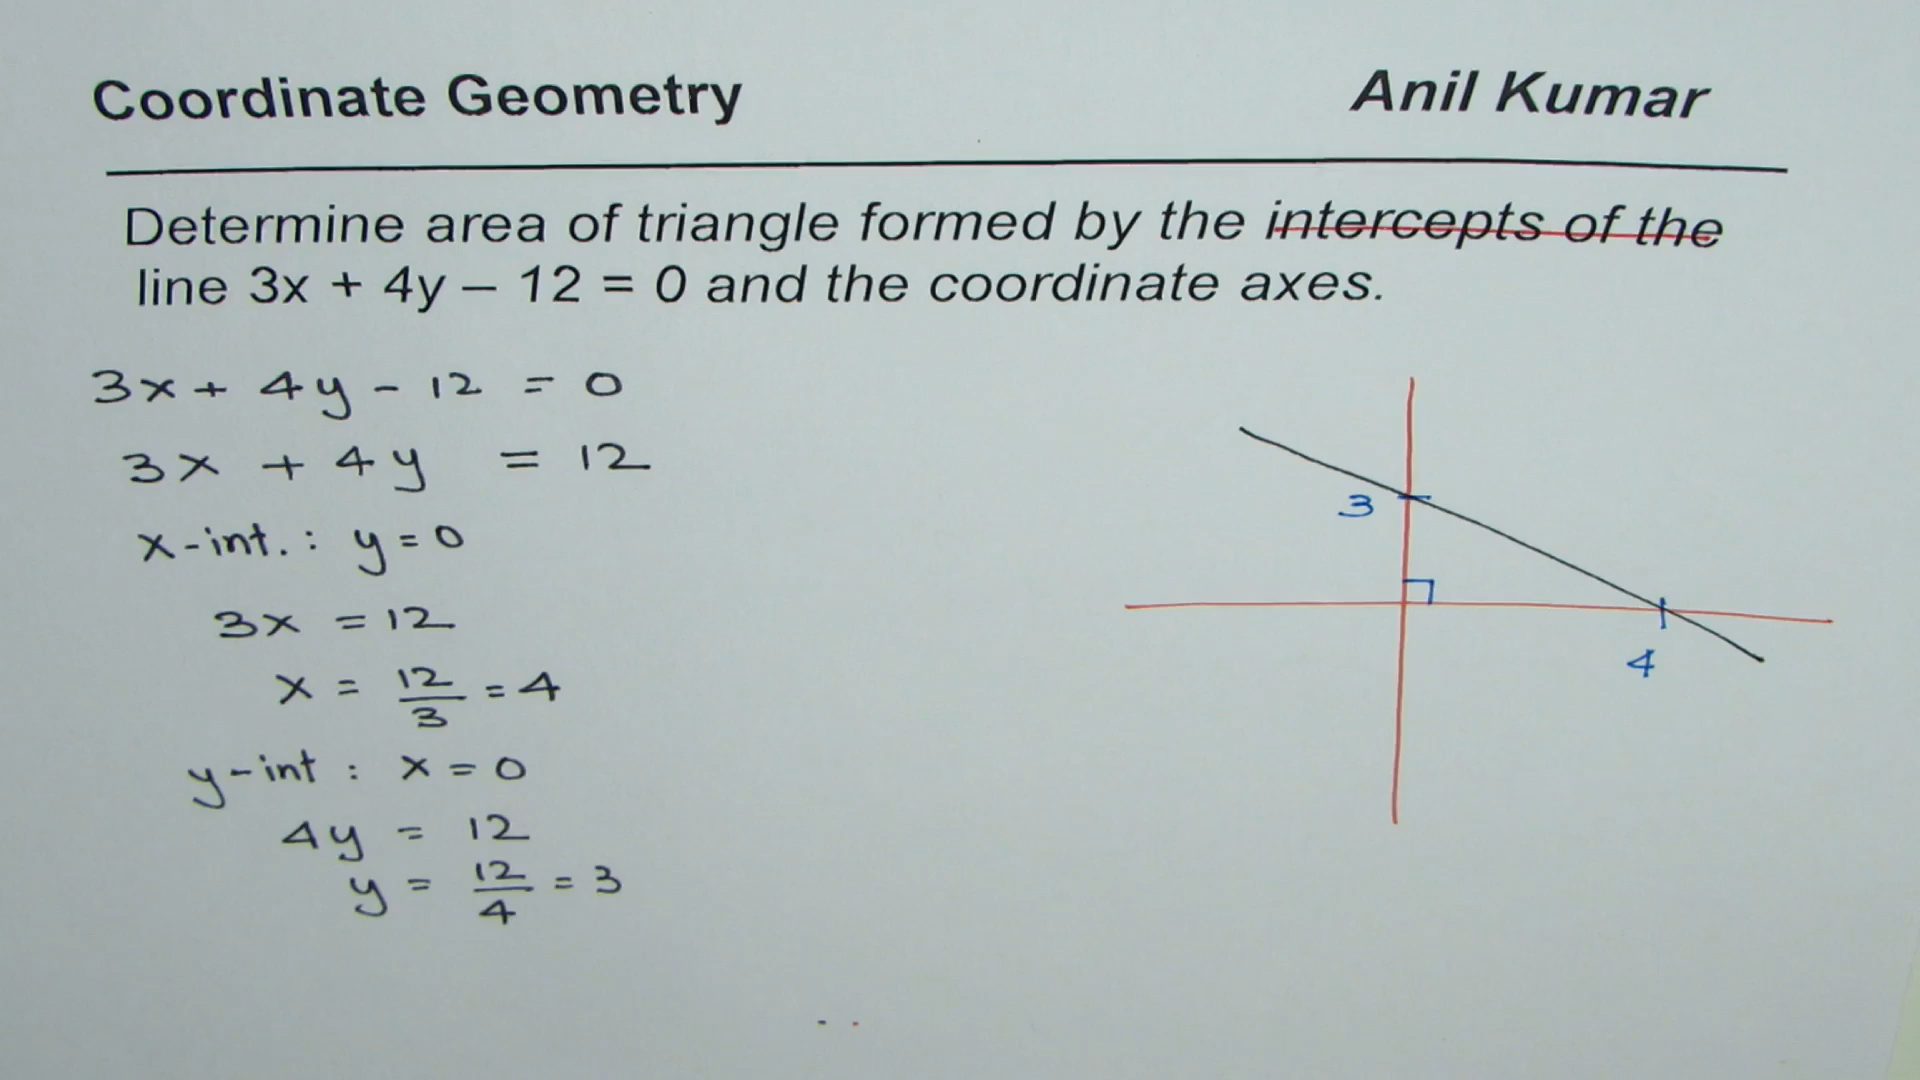 Coordinate Geometry
Anil Kumar
Determine area of triangle formed by the intercepts of the
line 3x + 4y – 12 = 0 and the coordinate axes.
3x + 4y - 12 = 0
3x + 4y = 12
x-int. : y = 0
3x = 12
x = 12/3 = 4
y-int : x = 0
4y = 12
y = 12/4 = 3
3
4